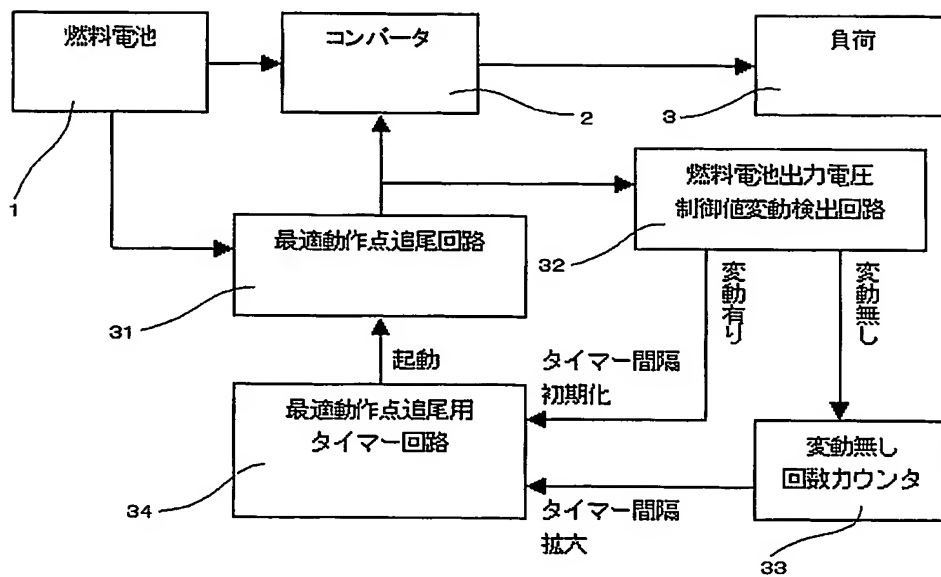 燃料電池
コンバータ
負荷
1
2
3
燃料電池出力電圧
制御値変動検出回路
32
最適動作点追尾回路
31
変動有り
変動無し
起動
タイマー間隔
初期化
最適動作点追尾用
タイマー回路
34
変動無し
回数カウンタ
33
タイマー間隔
拡大